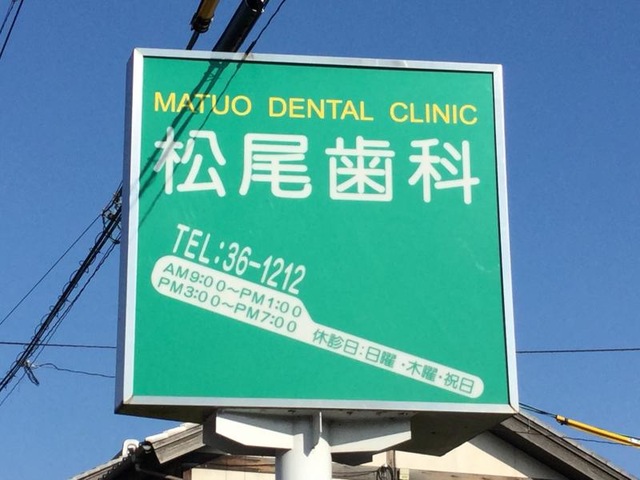 MATUO DENTAL CLINIC
松尾歯科
TEL:36-1212
AM9:00~PM1:00
PM3:00~PM7:00
休診日:日曜・木曜・祝日